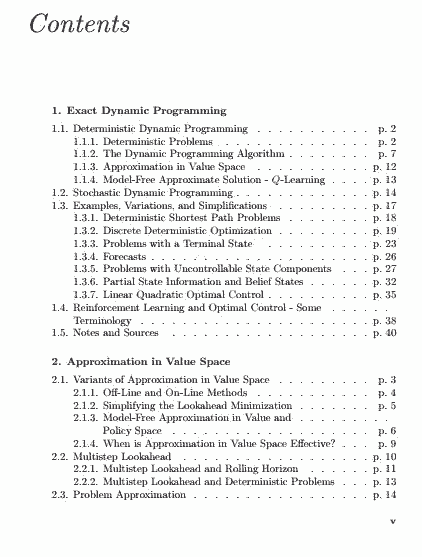 Contents
1. Exact Dynamic Programming
1.1. Deterministic Dynamic Programming . . . . . . . . . . . p. 2
1.1.1. Deterministic Problems . . . . . . . . . . . . . . p. 2
1.1.2. The Dynamic Programming Algorithm . . . . . . . . p. 7
1.1.3. Approximation in Value Space . . . . . . . . . . . p. 12
1.1.4. Model-Free Approximate Solution - Q-Learning . . . . p. 13
1.2. Stochastic Dynamic Programming . . . . . . . . . . . . . p. 14
1.3. Examples, Variations, and Simplifications . . . . . . . . . p. 17
1.3.1. Deterministic Shortest Path Problems . . . . . . . . p. 18
1.3.2. Discrete Deterministic Optimization . . . . . . . . . p. 19
1.3.3. Problems with a Terminal State . . . . . . . . . . p. 23
1.3.4. Forecasts . . . . . . . . . . . . . . . . . . . . . p. 26
1.3.5. Problems with Uncontrollable State Components . . . p. 27
1.3.6. Partial State Information and Belief States . . . . . . p. 32
1.3.7. Linear Quadratic Optimal Control . . . . . . . . . . p. 35
1.4. Reinforcement Learning and Optimal Control - Some . . . . . .
Terminology . . . . . . . . . . . . . . . . . . . . . . p. 38
1.5. Notes and Sources . . . . . . . . . . . . . . . . . . . p. 40
2. Approximation in Value Space
2.1. Variants of Approximation in Value Space . . . . . . . . . p. 3
2.1.1. Off-Line and On-Line Methods . . . . . . . . . . . p. 4
2.1.2. Simplifying the Lookahead Minimization . . . . . . . p. 5
2.1.3. Model-Free Approximation in Value and . . . . . . . . .
Policy Space . . . . . . . . . . . . . . . . . . . p. 6
2.1.4. When is Approximation in Value Space Effective? . . . p. 9
2.2. Multistep Lookahead . . . . . . . . . . . . . . . . . . p. 10
2.2.1. Multistep Lookahead and Rolling Horizon . . . . . . p. 11
2.2.2. Multistep Lookahead and Deterministic Problems . . . p. 13
2.3. Problem Approximation . . . . . . . . . . . . . . . . . p. 14
v